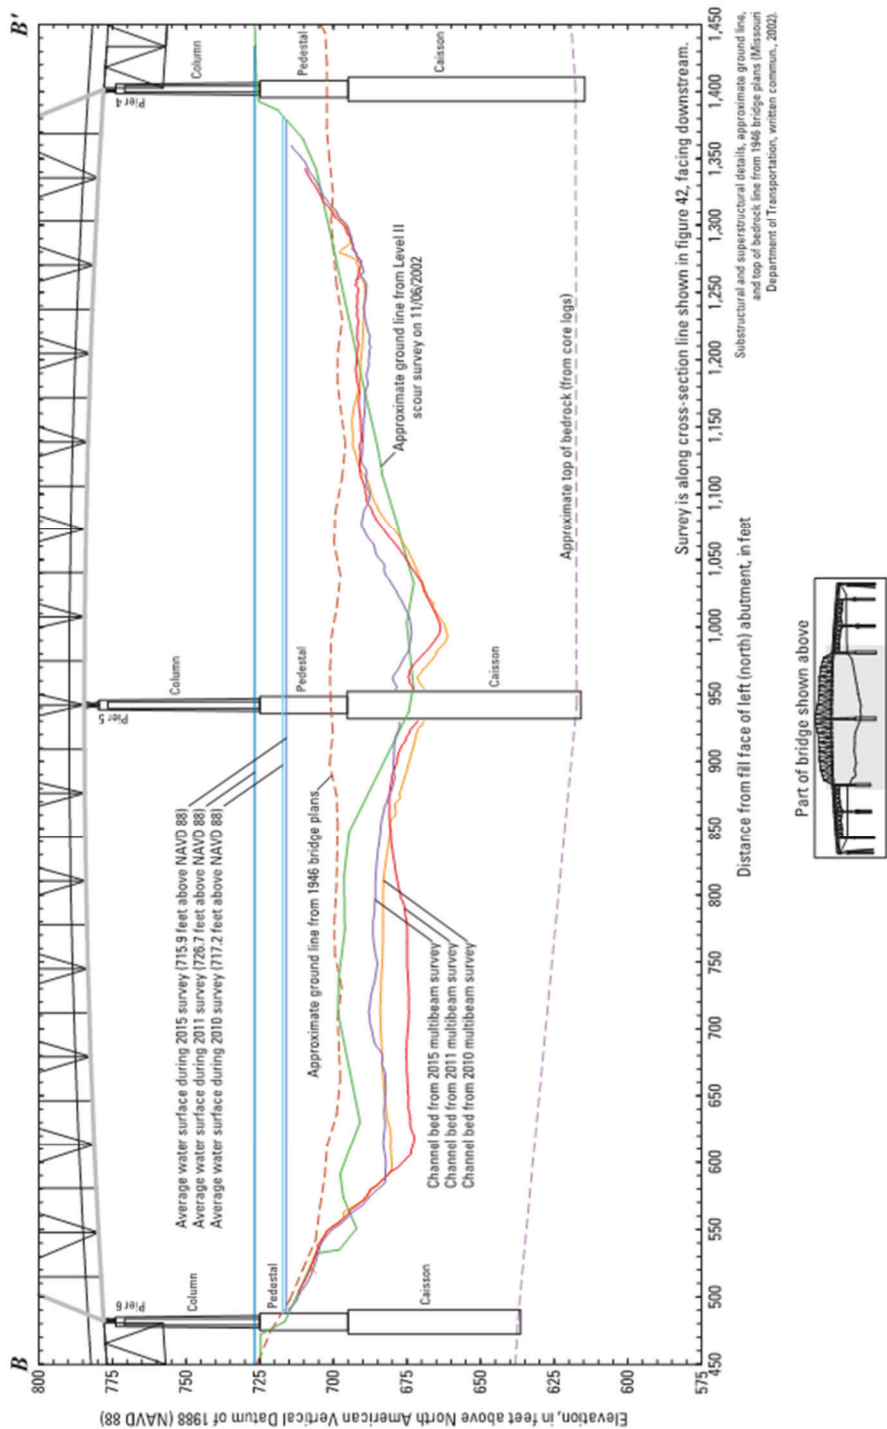 B
B'
800
775
750
725
700
675
650
625
600
575
Elevation, in feet above North American Vertical Datum of 1988 (NAVD 88)
Pier 6
Column
Pedestal
Caisson
Pier 5
Column
Pedestal
Caisson
Pier 4
Column
Pedestal
Caisson
Average water surface during 2015 survey (715.9 feet above NAVD 88)
Average water surface during 2011 survey (726.7 feet above NAVD 88)
Average water surface during 2010 survey (717.2 feet above NAVD 88)
Approximate ground line from 1946 bridge plans
Approximate ground line from Level II
scour survey on 11/06/2002
Channel bed from 2015 multibeam survey
Channel bed from 2011 multibeam survey
Channel bed from 2010 multibeam survey
Approximate top of bedrock (from core logs)
Survey is along cross-section line shown in figure 42, facing downstream.
450
500
550
600
650
700
750
800
850
900
950
1,000
1,050
1,100
1,150
1,200
1,250
1,300
1,350
1,400
1,450
Distance from fill face of left (north) abutment, in feet
Substructural and superstructural details, approximate ground line,
and top of bedrock line from 1946 bridge plans (Missouri
Department of Transportation, written commun., 2002).
Part of bridge shown above